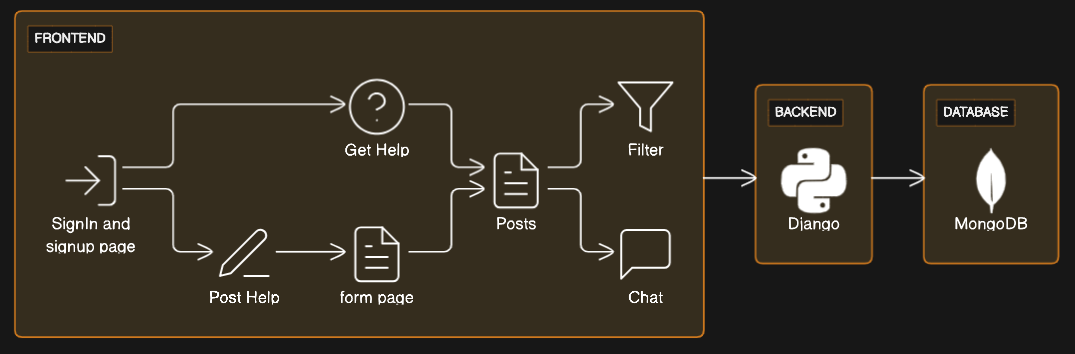 FRONTEND
BACKEND
DATABASE
Get Help
Filter
SignIn and
signup page
Posts
Django
MongoDB
Post Help
form page
Chat